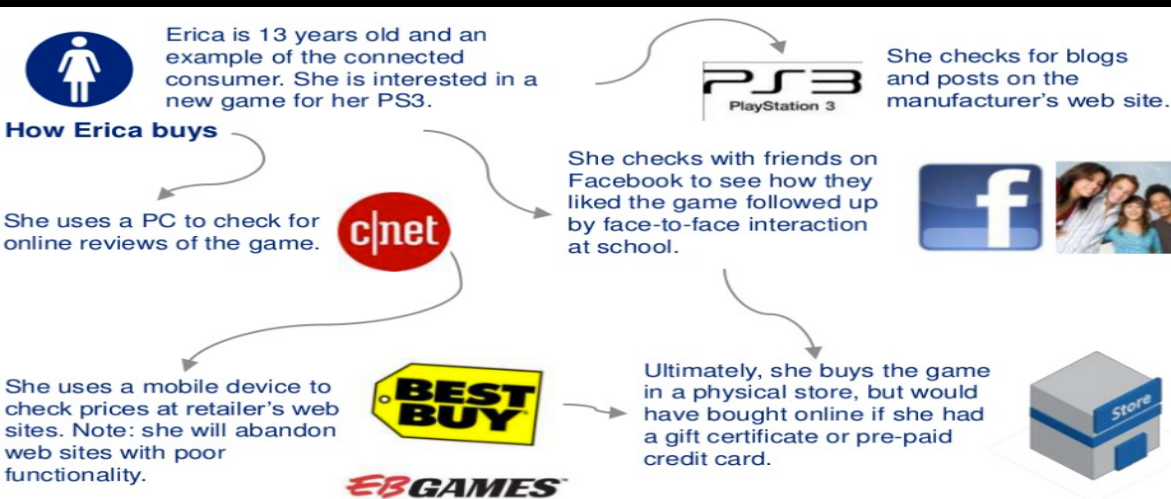 Erica is 13 years old and an
example of the connected
consumer. She is interested in a
new game for her PS3.
PS3
PlayStation 3
She checks for blogs
and posts on the
manufacturer's web site.
How Erica buys
She uses a PC to check for
online reviews of the game.
c|net
She checks with friends on
Facebook to see how they
liked the game followed up
by face-to-face interaction
at school.
f
She uses a mobile device to
check prices at retailer's web
sites. Note: she will abandon
web sites with poor
functionality.
BEST
BUY
EB GAMES
Ultimately, she buys the game
in a physical store, but would
have bought online if she had
a gift certificate or pre-paid
credit card.
Store